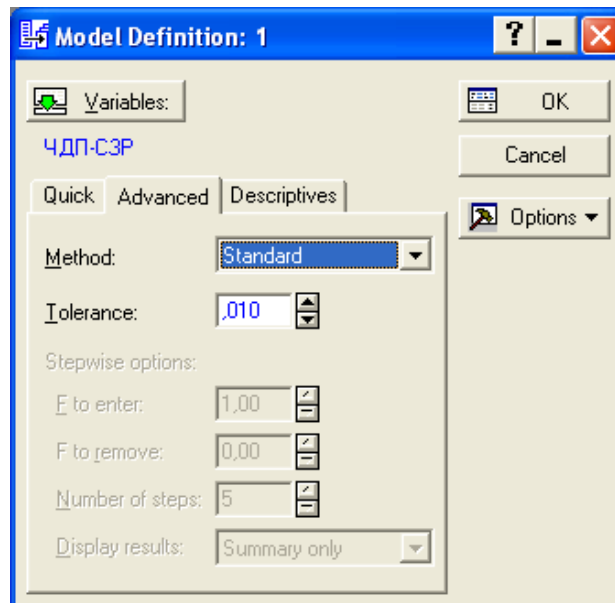 Model Definition: 1
Variables:
OK
ЧДП-СЗР
Cancel
Quick Advanced Descriptives
Options
Method: Standard
Tolerance: ,010
Stepwise options:
F to enter: 1,00
F to remove: 0,00
Number of steps: 5
Display results: Summary only